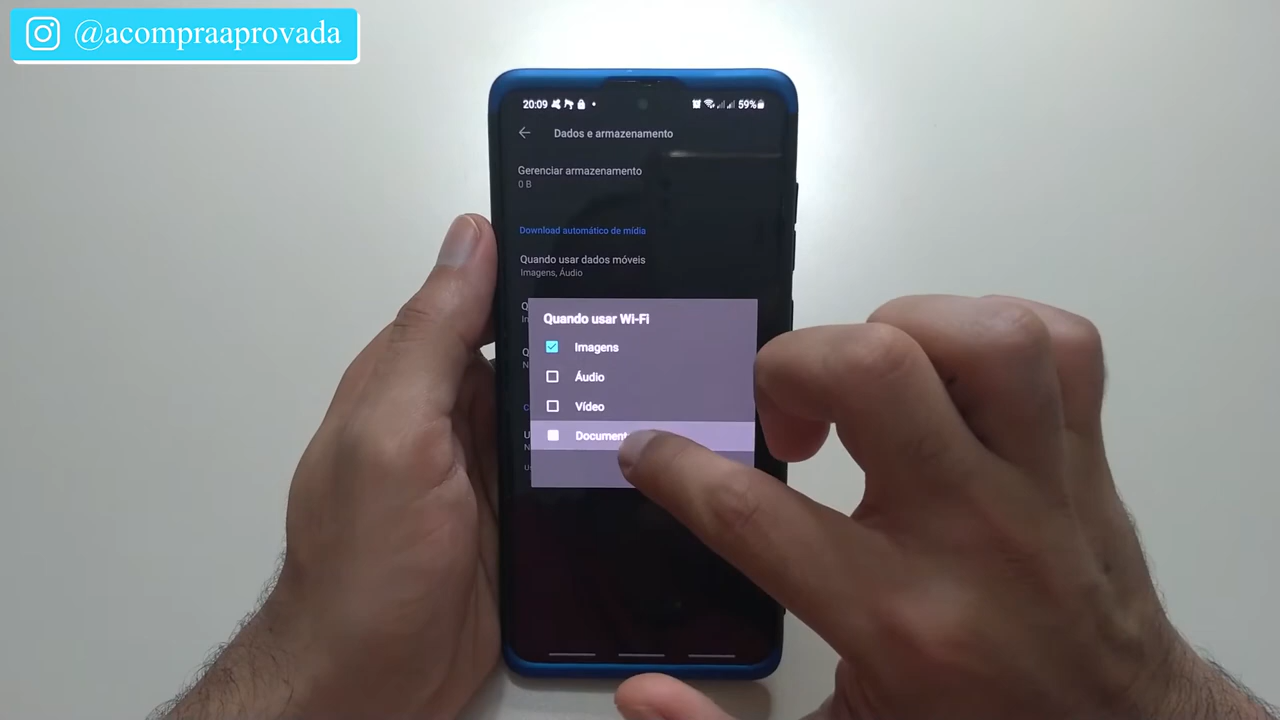 @acompraaprovada
20:09
59%
Dados e armazenamento
Gerenciar armazenamento
0 B
Download automático de mídia
Quando usar dados móveis
Imagens, Áudio
Quando usar Wi-Fi
Imagens
Áudio
Vídeo